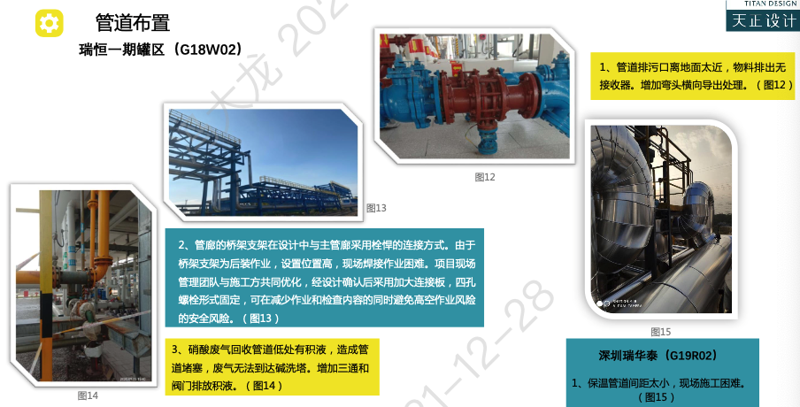 TITAN DESIGN
天正设计
管道布置
瑞恒一期罐区（G18W02）
1、管道排污口离地面太近，物料排出无
接收器。增加弯头横向导出处理。（图12）
图12
图13
2、管廊的桥架支架在设计中与主管廊采用栓焊的连接方式。由于
桥架支架为后装作业，设置位置高，现场焊接作业困难。项目现场
管理团队与施工方共同优化，经设计确认后采用加大连接板，四孔
螺栓形式固定，可在减少作业和检查内容的同时避免高空作业风险
的安全风险。（图13）
3、硝酸废气回收管道低处有积液，造成管
道堵塞，废气无法到达碱洗塔。增加三通和
阀门排放积液。（图14）
图14
图15
深圳瑞华泰（G19R02）
1、保温管道间距太小，现场施工困难。
（图15）